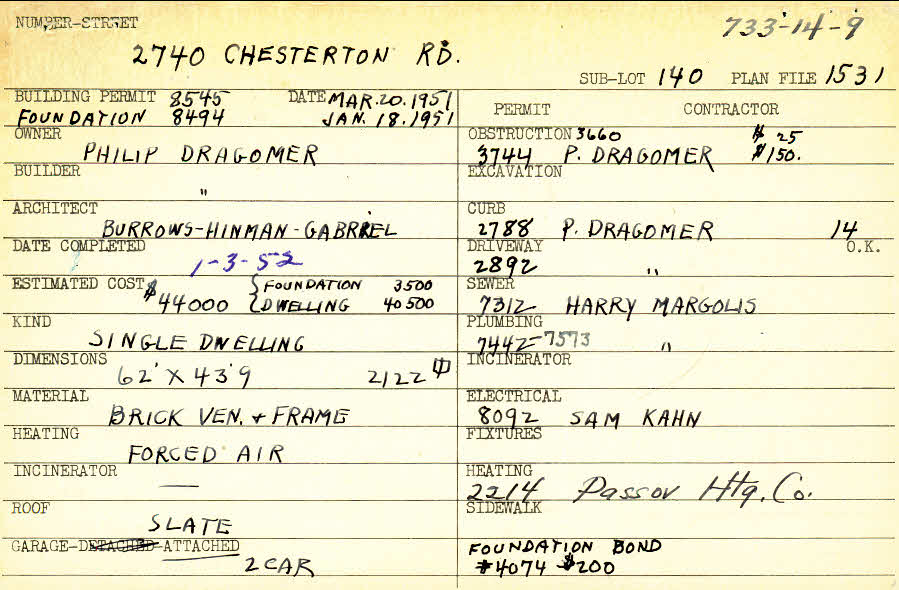 NUMBER-STREET
733-14-9
2740 CHESTERTON RD.
SUB-LOT 140 PLAN FILE 1531
BUILDING PERMIT 8545 DATE MAR. 20. 1951
FOUNDATION 8494 JAN. 18. 1951
OWNER
PHILIP DRAGOMER
BUILDER
"
ARCHITECT
BURROWS-HINMAN-GABRIEL
DATE COMPLETED
1-3-52
ESTIMATED COST
$44000 { FOUNDATION 3500
DWELLING 40500
KIND
SINGLE DWELLING
DIMENSIONS
62' X 43'9 2122
MATERIAL
BRICK VEN. + FRAME
HEATING
FORCED AIR
INCINERATOR
—
ROOF
SLATE
GARAGE-DETACHED-ATTACHED
2 CAR
PERMIT CONTRACTOR
OBSTRUCTION 3660 $ 25
3744 P. DRAGOMER $150.
EXCAVATION
CURB
2788 P. DRAGOMER 14
DRIVEWAY O.K.
2892 "
SEWER
7312 HARRY MARGOLIS
PLUMBING
7442-7573 "
INCINERATOR
ELECTRICAL
8092 SAM KAHN
FIXTURES
HEATING
2214 Passov Htg. Co.
SIDEWALK
FOUNDATION BOND
#4074 $200